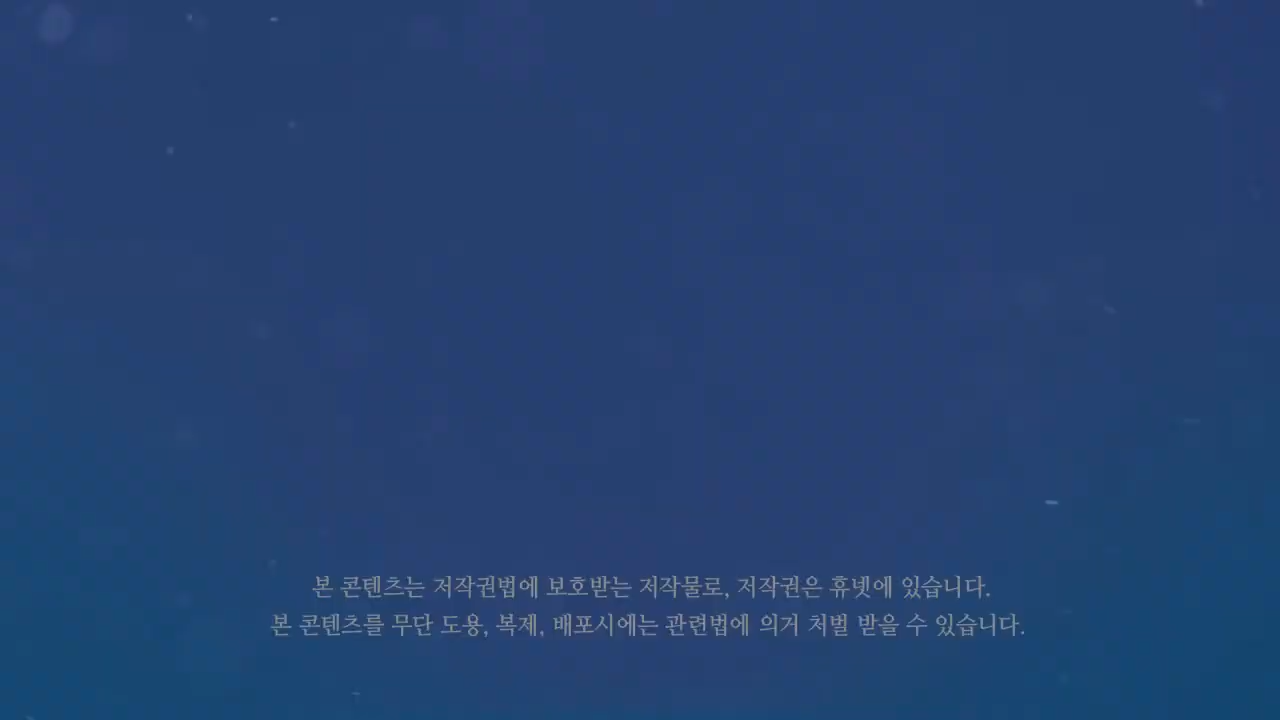 본 콘텐츠는 저작권법에 보호받는 저작물로, 저작권은 휴넷에 있습니다.
본 콘텐츠를 무단 도용, 복제, 배포시에는 관련법에 의거 처벌 받을 수 있습니다.